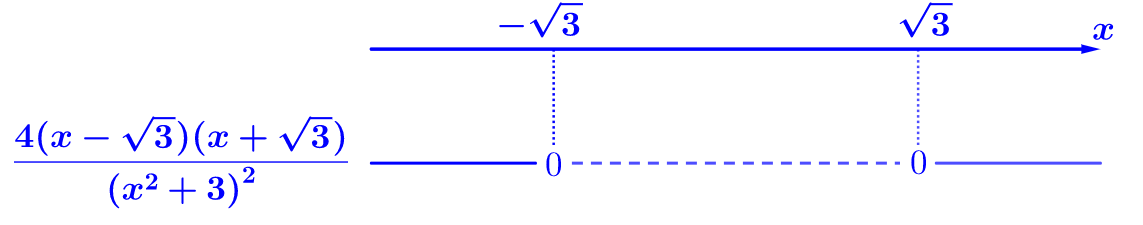 −√3 √3 x
4(x − √3)(x + √3)
(x² + 3)²
0 0